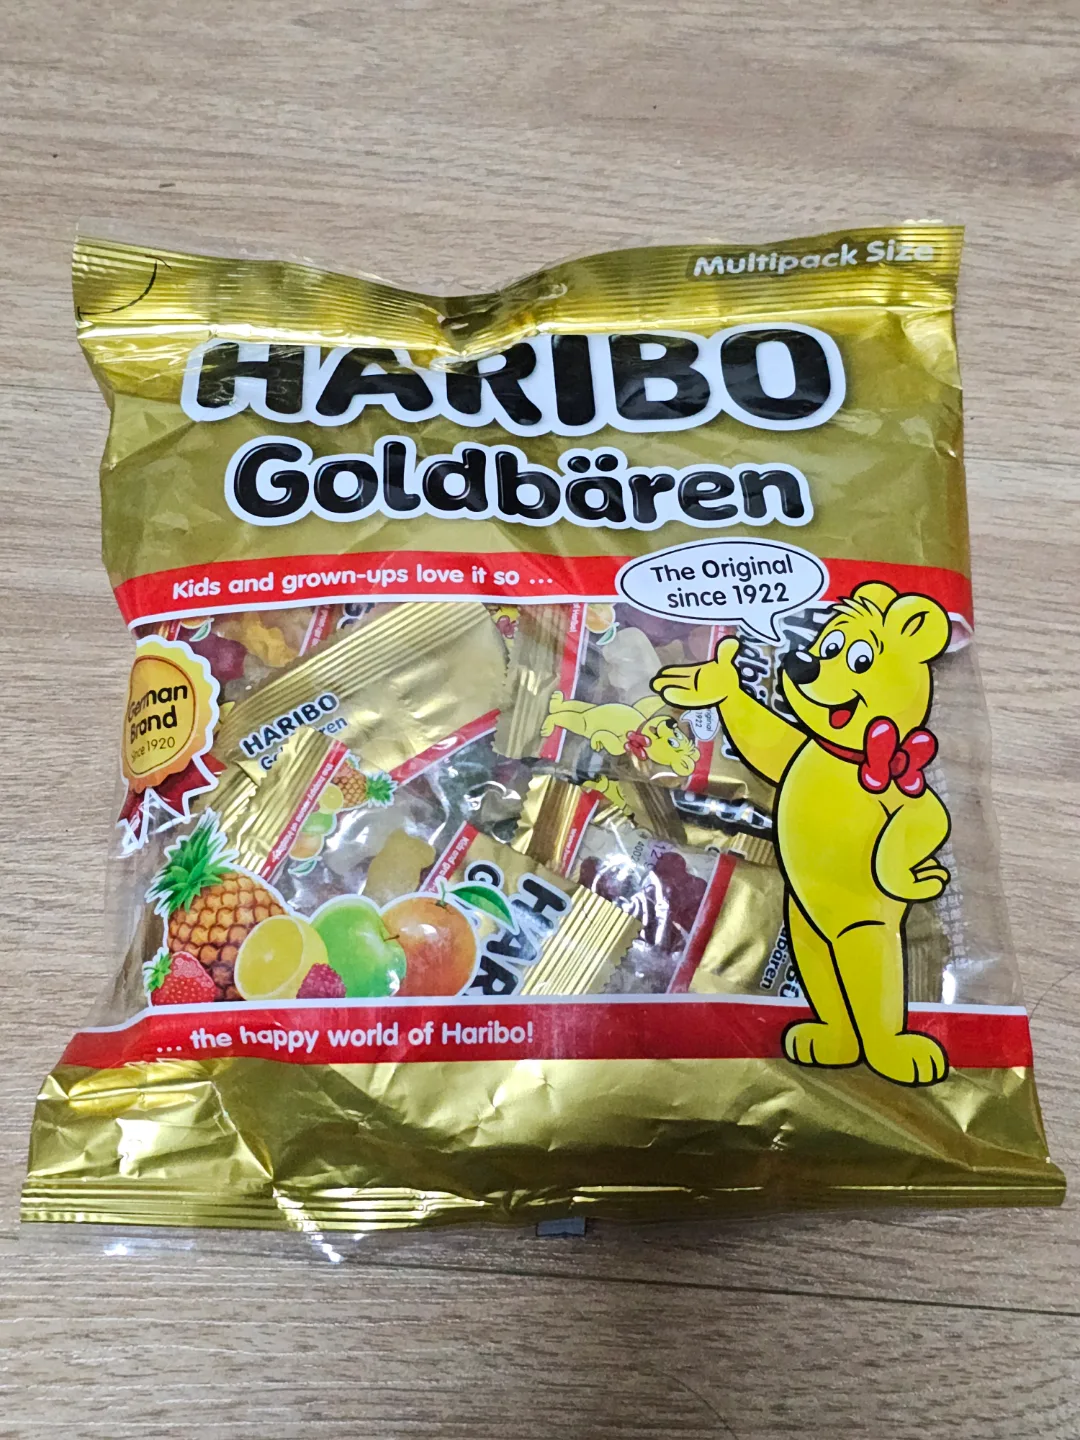 Multipack Size
HARIBO
Goldbären
Kids and grown-ups love it so ...
The Original
since 1922
German
Brand
since 1920
HARIBO
... the happy world of Haribo!